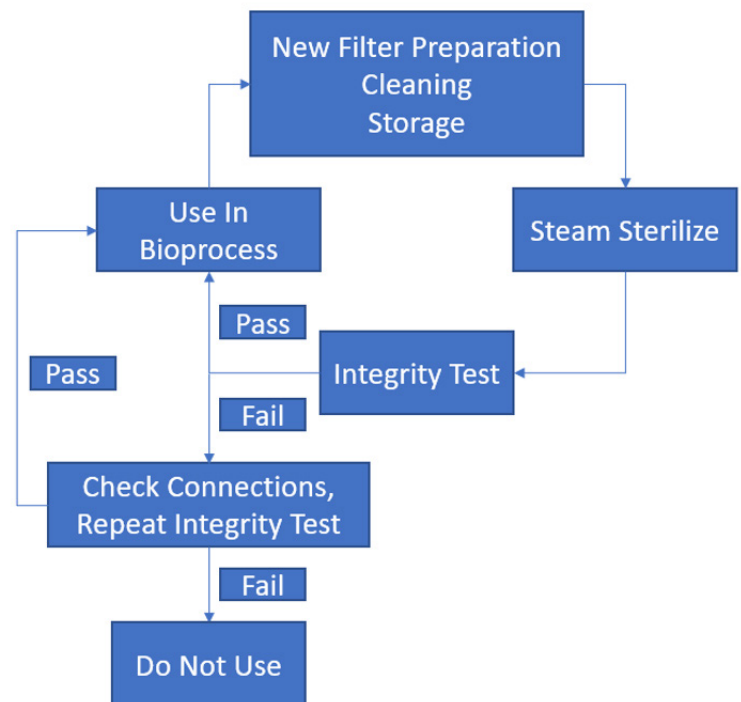 New Filter Preparation
Cleaning
Storage
Use In
Bioprocess
Steam Sterilize
Pass
Integrity Test
Pass
Fail
Check Connections,
Repeat Integrity Test
Fail
Do Not Use